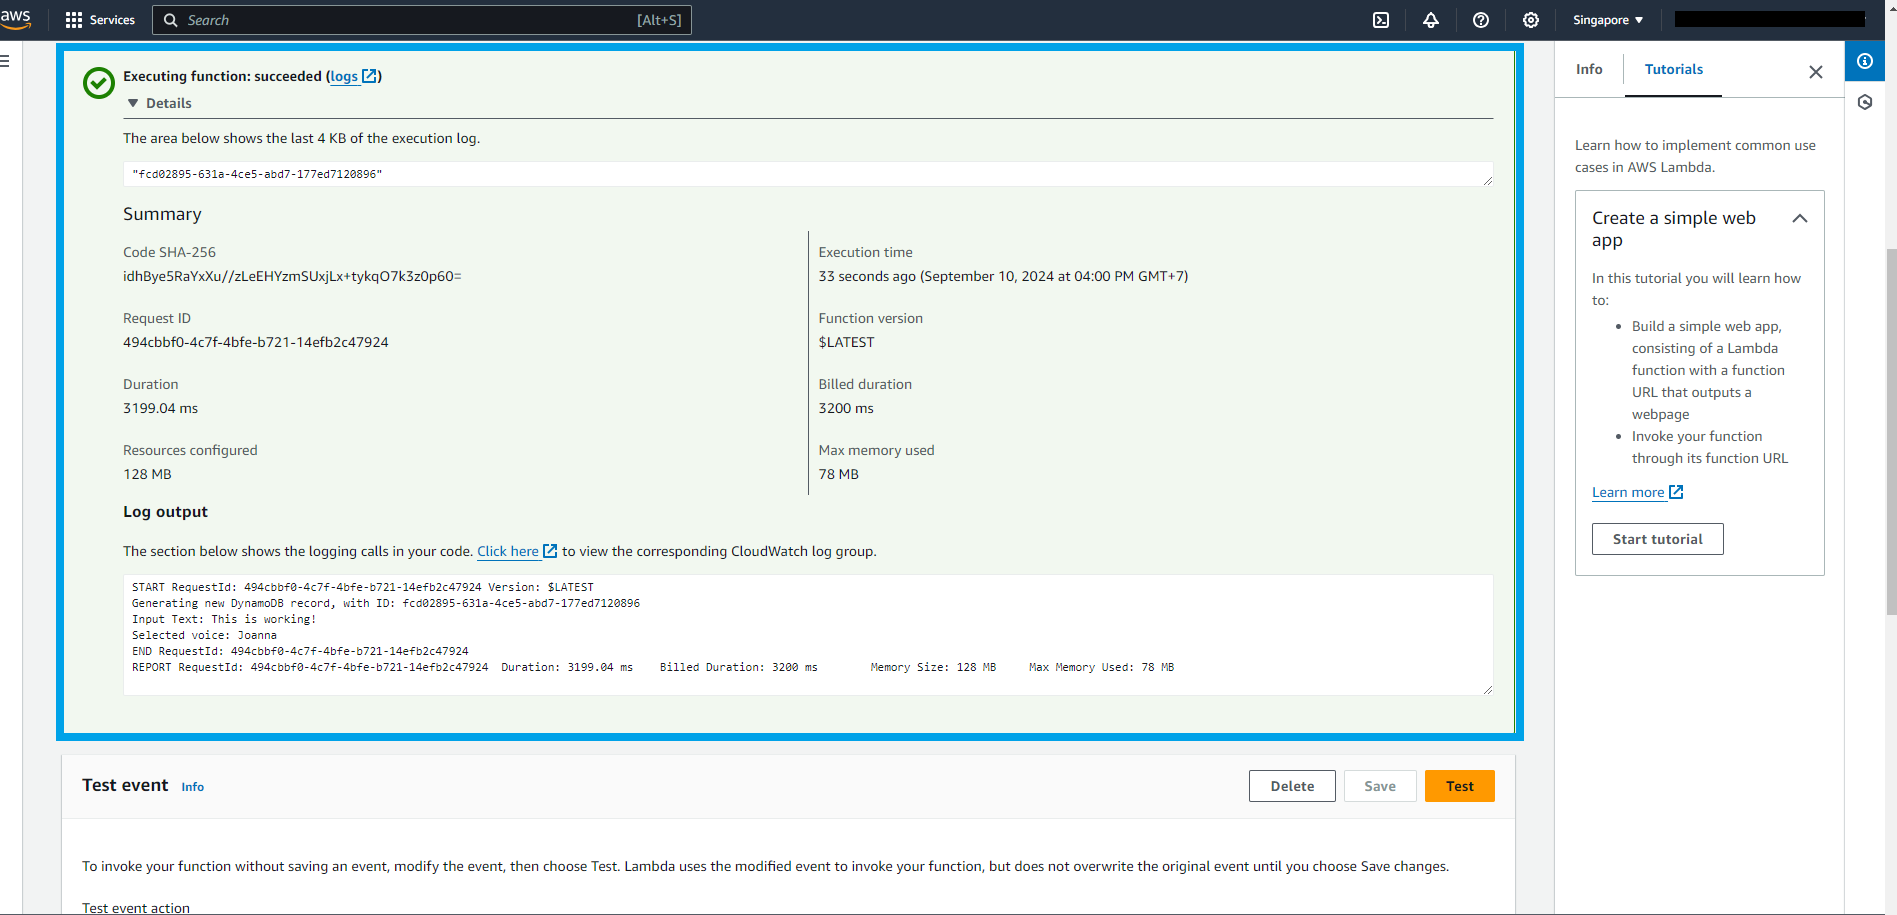 aws
Services
Search
[Alt+S]
Singapore ▼
Executing function: succeeded (logs)
▼ Details
The area below shows the last 4 KB of the execution log.
"fcd02895-631a-4ce5-abd7-177ed7120896"
Summary
Code SHA-256
idhBye5RaYxXu//zLeEHYzmSUxjLx+tykqO7k3z0p60=
Execution time
33 seconds ago (September 10, 2024 at 04:00 PM GMT+7)
Request ID
494cbbf0-4c7f-4bfe-b721-14efb2c47924
Function version
$LATEST
Duration
3199.04 ms
Billed duration
3200 ms
Resources configured
128 MB
Max memory used
78 MB
Log output
The section below shows the logging calls in your code. Click here to view the corresponding CloudWatch log group.
START RequestId: 494cbbf0-4c7f-4bfe-b721-14efb2c47924 Version: $LATEST
Generating new DynamoDB record, with ID: fcd02895-631a-4ce5-abd7-177ed7120896
Input Text: This is working!
Selected voice: Joanna
END RequestId: 494cbbf0-4c7f-4bfe-b721-14efb2c47924
REPORT RequestId: 494cbbf0-4c7f-4bfe-b721-14efb2c47924 Duration: 3199.04 ms Billed Duration: 3200 ms Memory Size: 128 MB Max Memory Used: 78 MB
Test event Info
Delete
Save
Test
To invoke your function without saving an event, modify the event, then choose Test. Lambda uses the modified event to invoke your function, but does not overwrite the original event until you choose Save changes.
Test event action
Info
Tutorials
Learn how to implement common use
cases in AWS Lambda.
Create a simple web
app
In this tutorial you will learn how
to:
• Build a simple web app,
consisting of a Lambda
function with a function
URL that outputs a
webpage
• Invoke your function
through its function URL
Learn more
Start tutorial